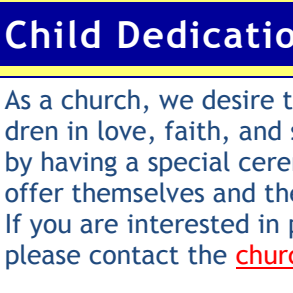 Child Dedicatio
As a church, we desire t
dren in love, faith, and s
by having a special cere
offer themselves and the
If you are interested in p
please contact the churc